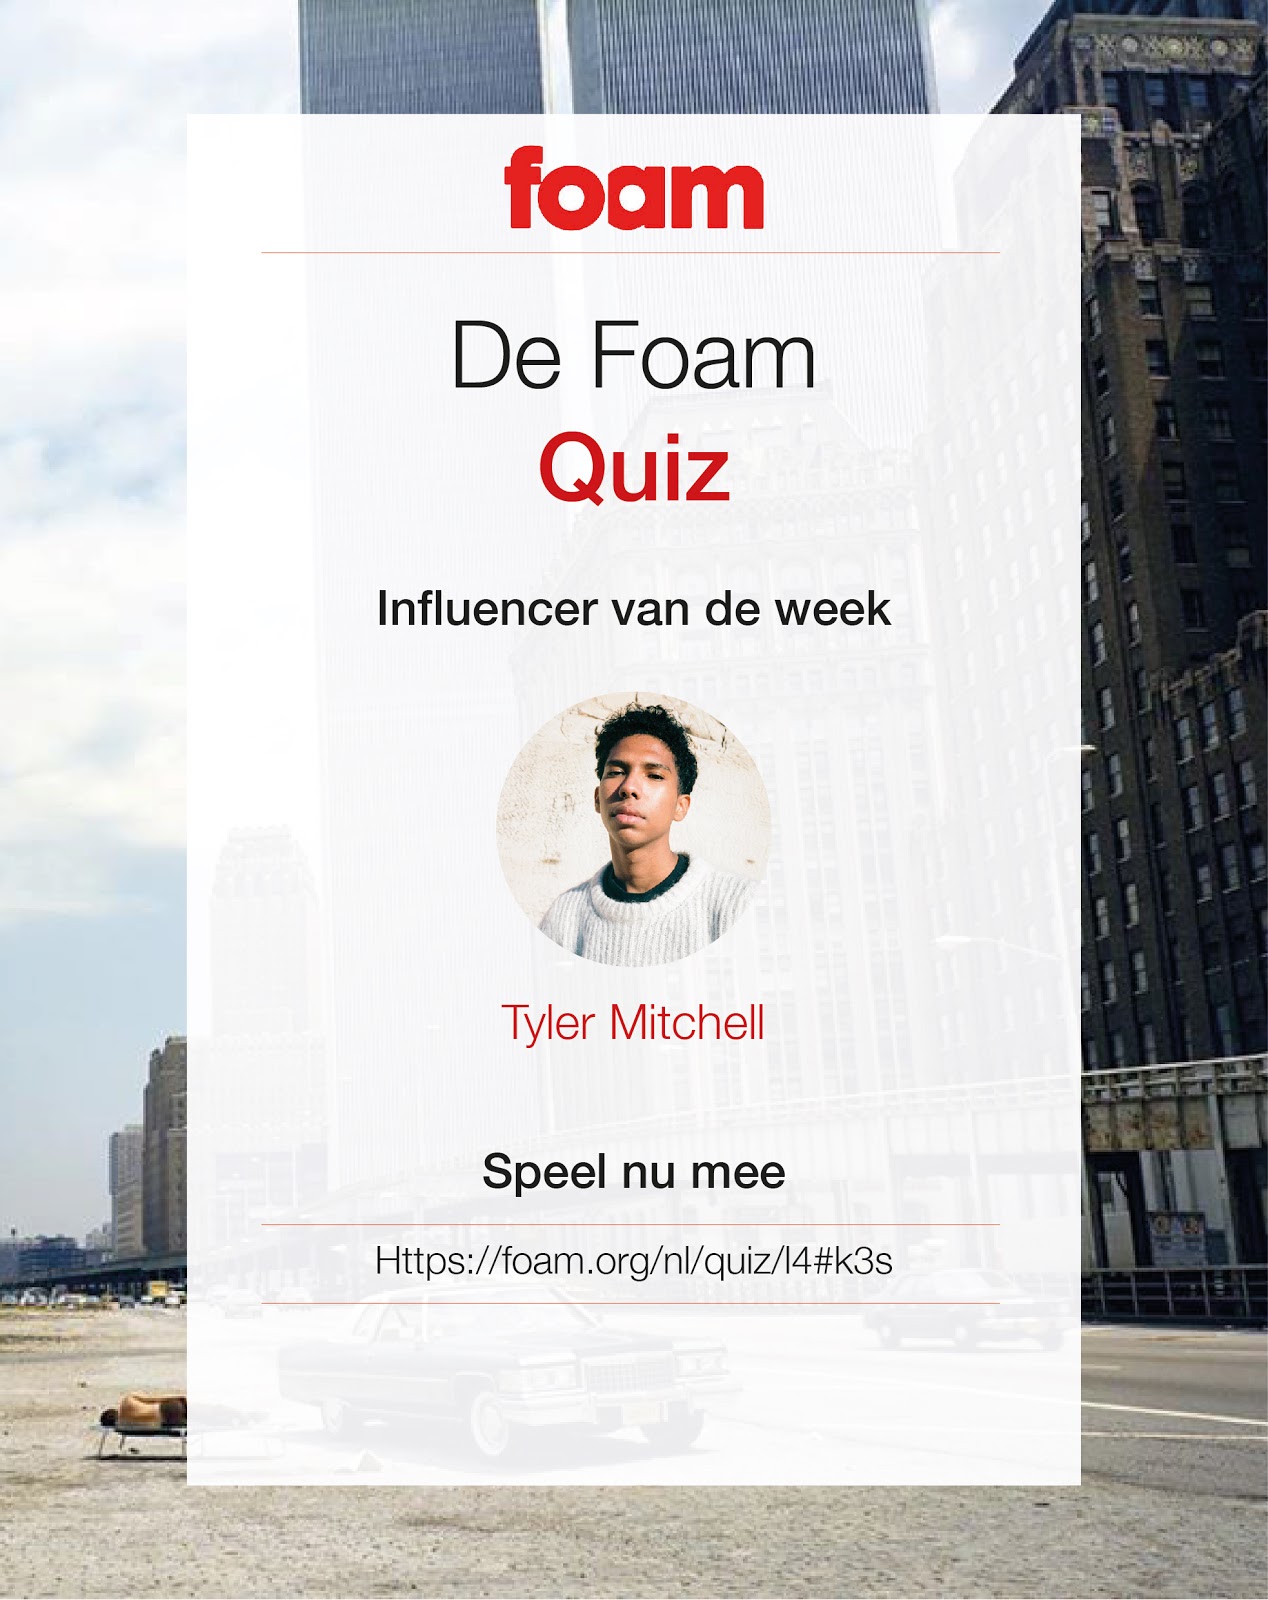 foam
De Foam
Quiz
Influencer van de week
Tyler Mitchell
Speel nu mee
Https://foam.org/nl/quiz/l4#k3s